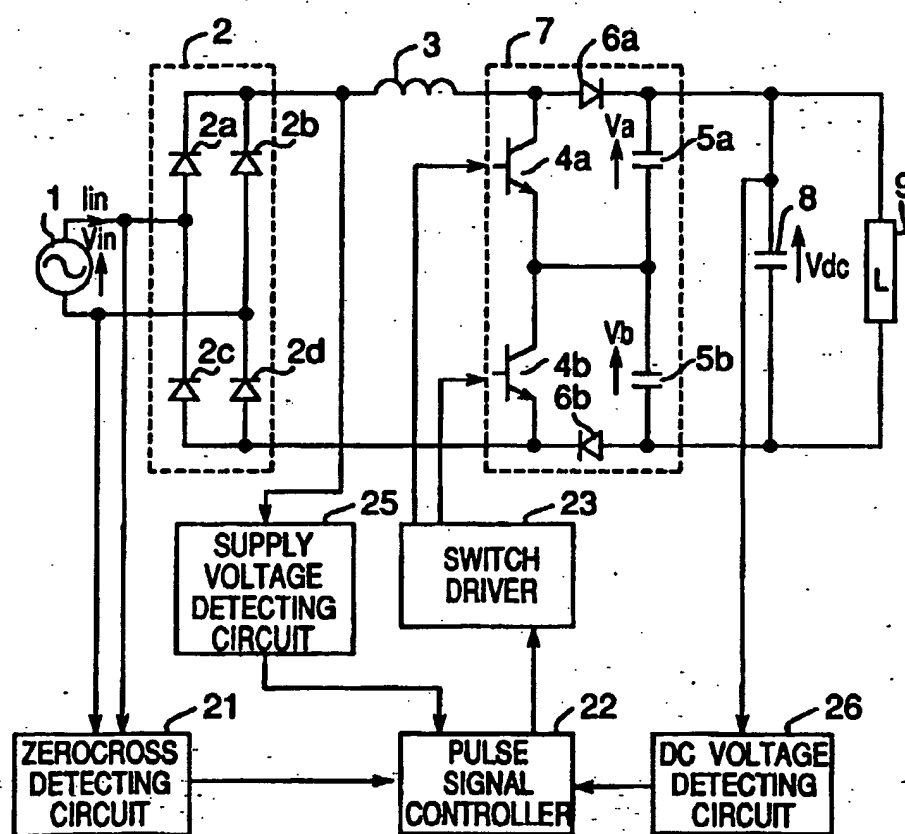 2
3
7
6a
2a
2b
Va
5a
4a
1
Iin
Vin
8
9
Vdc
L
2c
2d
Vb
4b
5b
6b
25
SUPPLY
VOLTAGE
DETECTING
CIRCUIT
23
SWITCH
DRIVER
21
ZEROCROSS
DETECTING
CIRCUIT
22
PULSE
SIGNAL
CONTROLLER
26
DC VOLTAGE
DETECTING
CIRCUIT